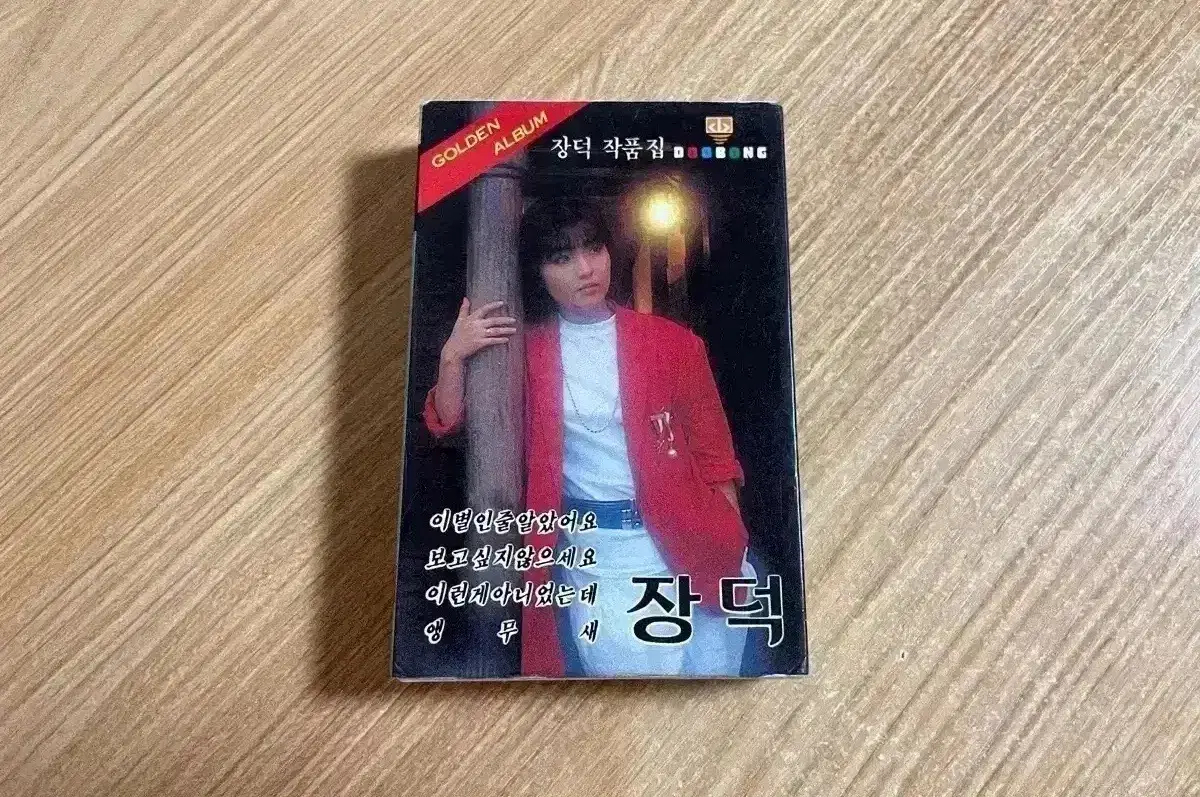 GOLDEN
ALBUM
장덕 작품집 DOOBONG
이별인줄알았어요
보고싶지않으세요
이런게아니었는데
앵무새
장덕